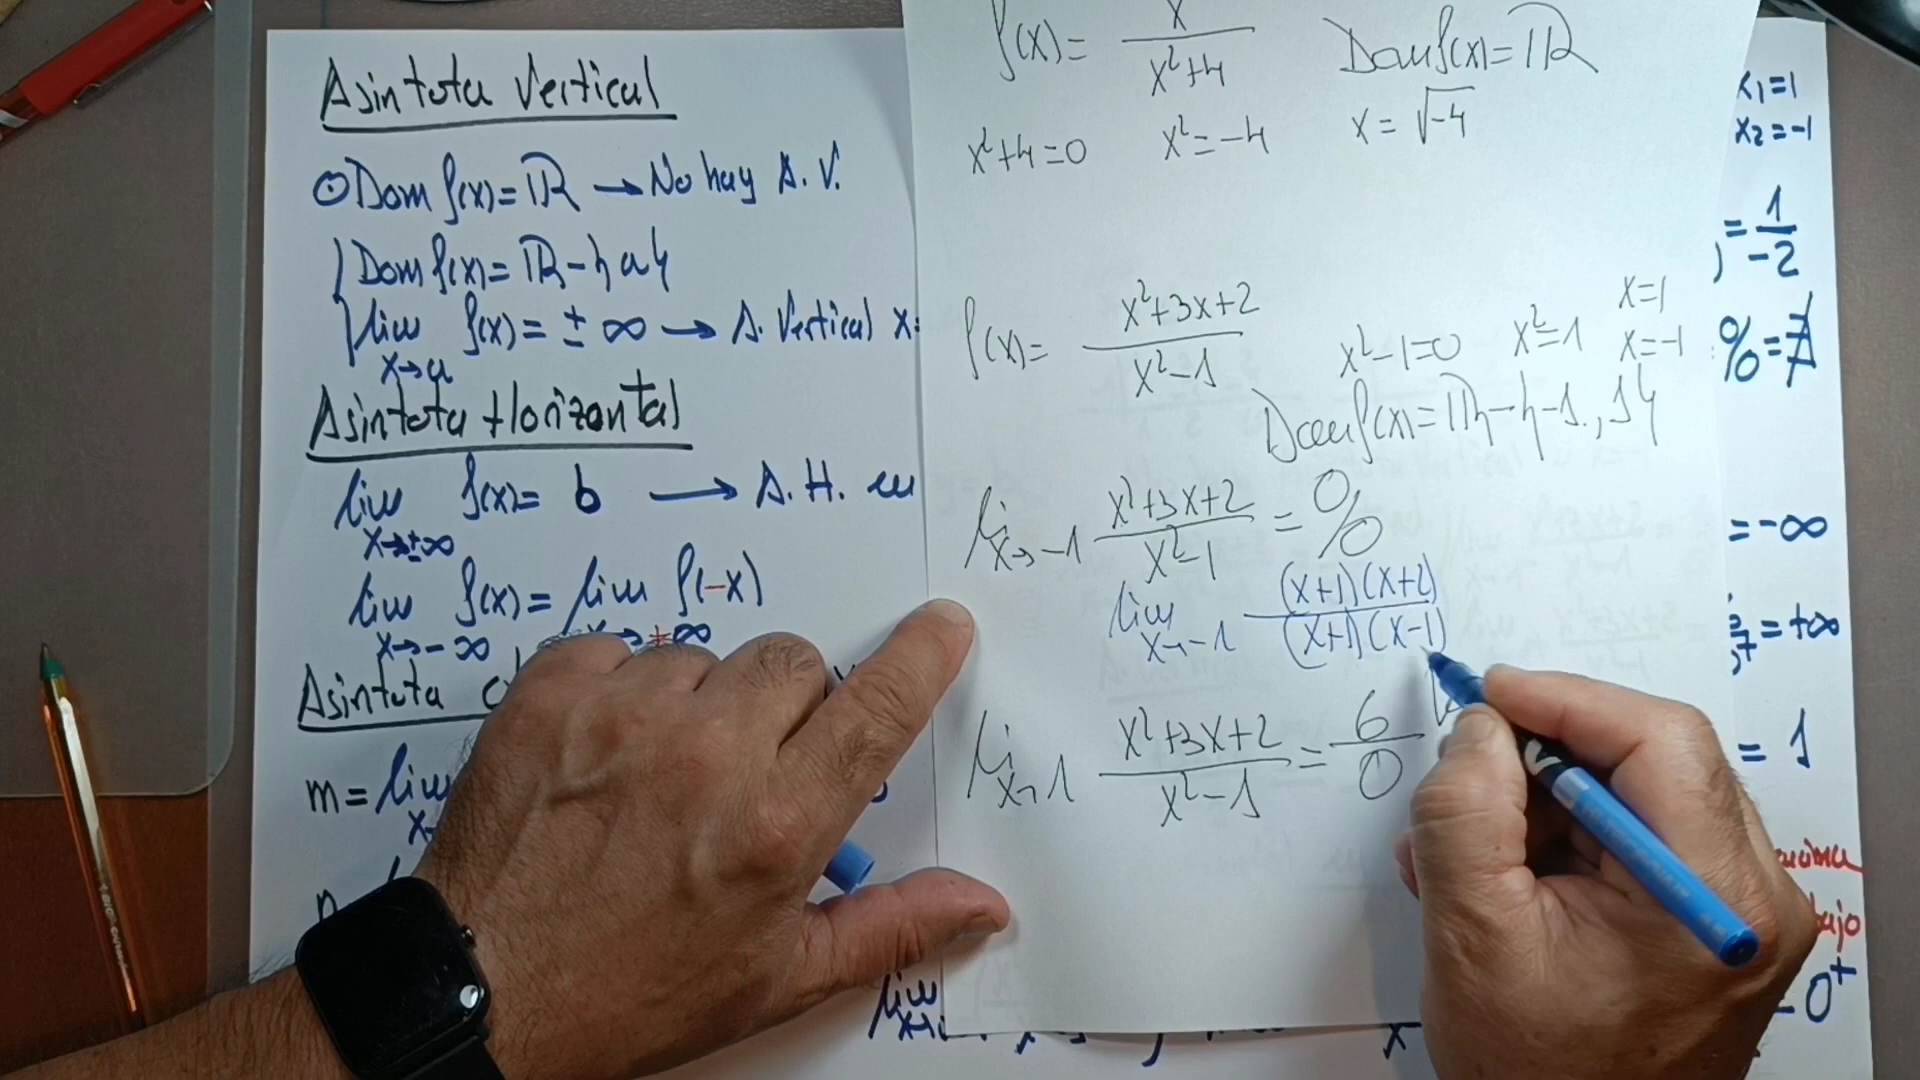 Asintota Vertical
⊙ Dom f(x) = ℝ → No hay A. V.
Dom f(x) = ℝ - {a}
lim x→a f(x) = ± ∞ → A. Vertical x=
Asintota Horizontal
lim x→±∞ f(x) = b → A. H. en
lim x→-∞ f(x) = lim x→+∞ f(-x)
Asintota
m = lim
f(x) = x / x²+4 Dom f(x) = ℝ
x²+4=0 x²=-4 x = √-4
f(x) = x²+3x+2 / x²-1 x²-1=0 x²=1 x=1 x=-1
Dom f(x) = ℝ - {-1, 1}
lim x→-1 x²+3x+2 / x²-1 = 0/0
lim x→-1 (x+1)(x+2) / (x+1)(x-1)
lim x→1 x²+3x+2 / x²-1 = 6/0
x₁=1
x₂=-1
= 1/-2
= -∞
= +∞
= 1
0⁺
lim